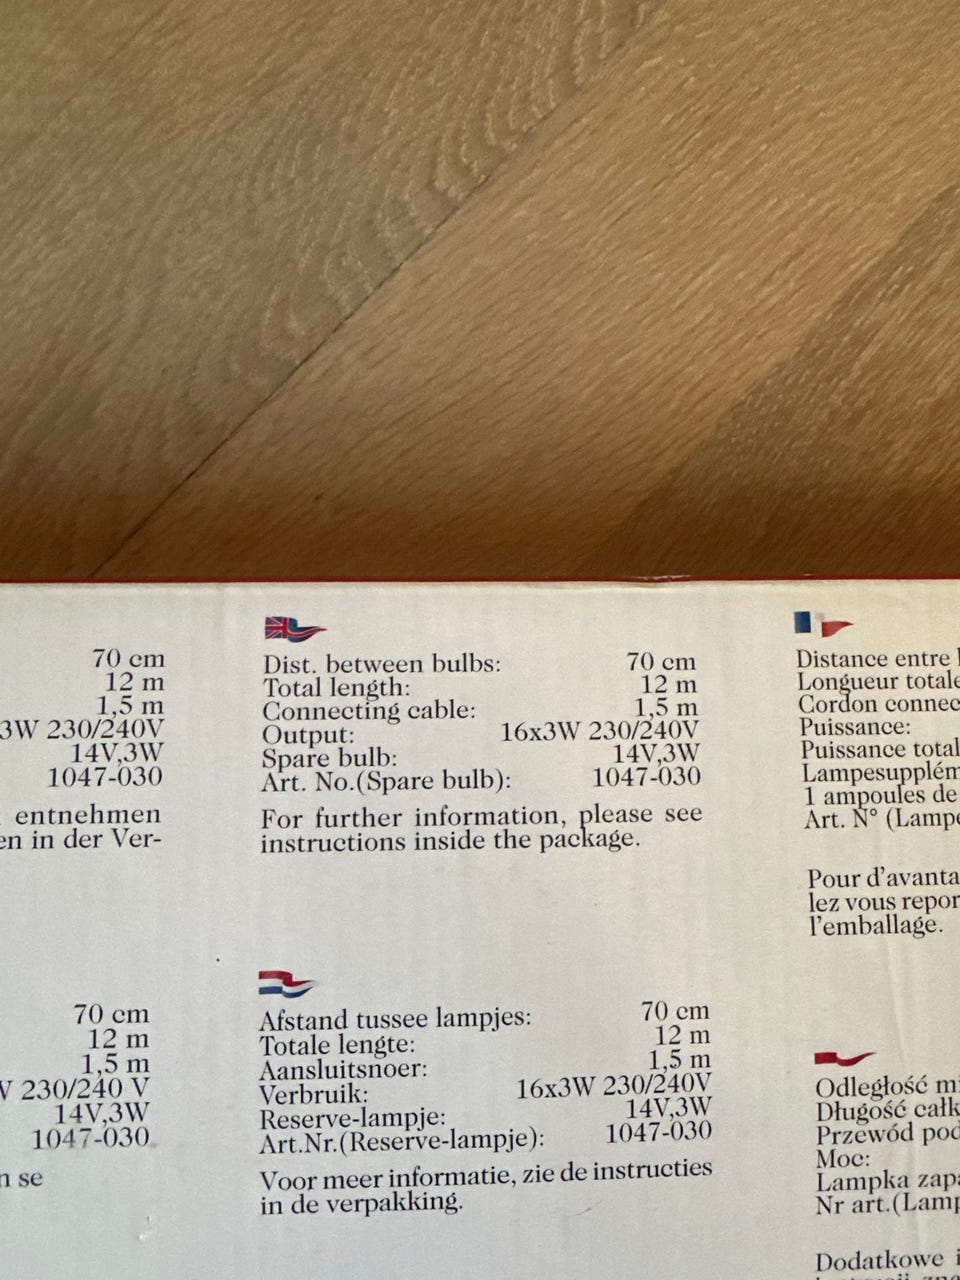 70 cm
12 m
1,5 m
3W 230/240V
14V,3W
1047-030
entnehmen
en in der Ver-
Dist. between bulbs: 70 cm
Total length: 12 m
Connecting cable: 1,5 m
Output: 16x3W 230/240V
Spare bulb: 14V,3W
Art. No.(Spare bulb): 1047-030
For further information, please see
instructions inside the package.
Distance entre
Longueur totale
Cordon connec
Puissance:
Puissance total
Lampesupplém
1 ampoules de
Art. N° (Lampe
Pour d'avanta
lez vous repor
l'emballage.
70 cm
12 m
1,5 m
V 230/240 V
14V,3W
1047-030
n se
Afstand tussee lampjes: 70 cm
Totale lengte: 12 m
Aansluitsnoer: 1,5 m
Verbruik: 16x3W 230/240V
Reserve-lampje: 14V,3W
Art.Nr.(Reserve-lampje): 1047-030
Voor meer informatie, zie de instructies
in de verpakking.
Odległość mi
Długość całk
Przewód pod
Moc:
Lampka zapa
Nr art.(Lamp
Dodatkowe i